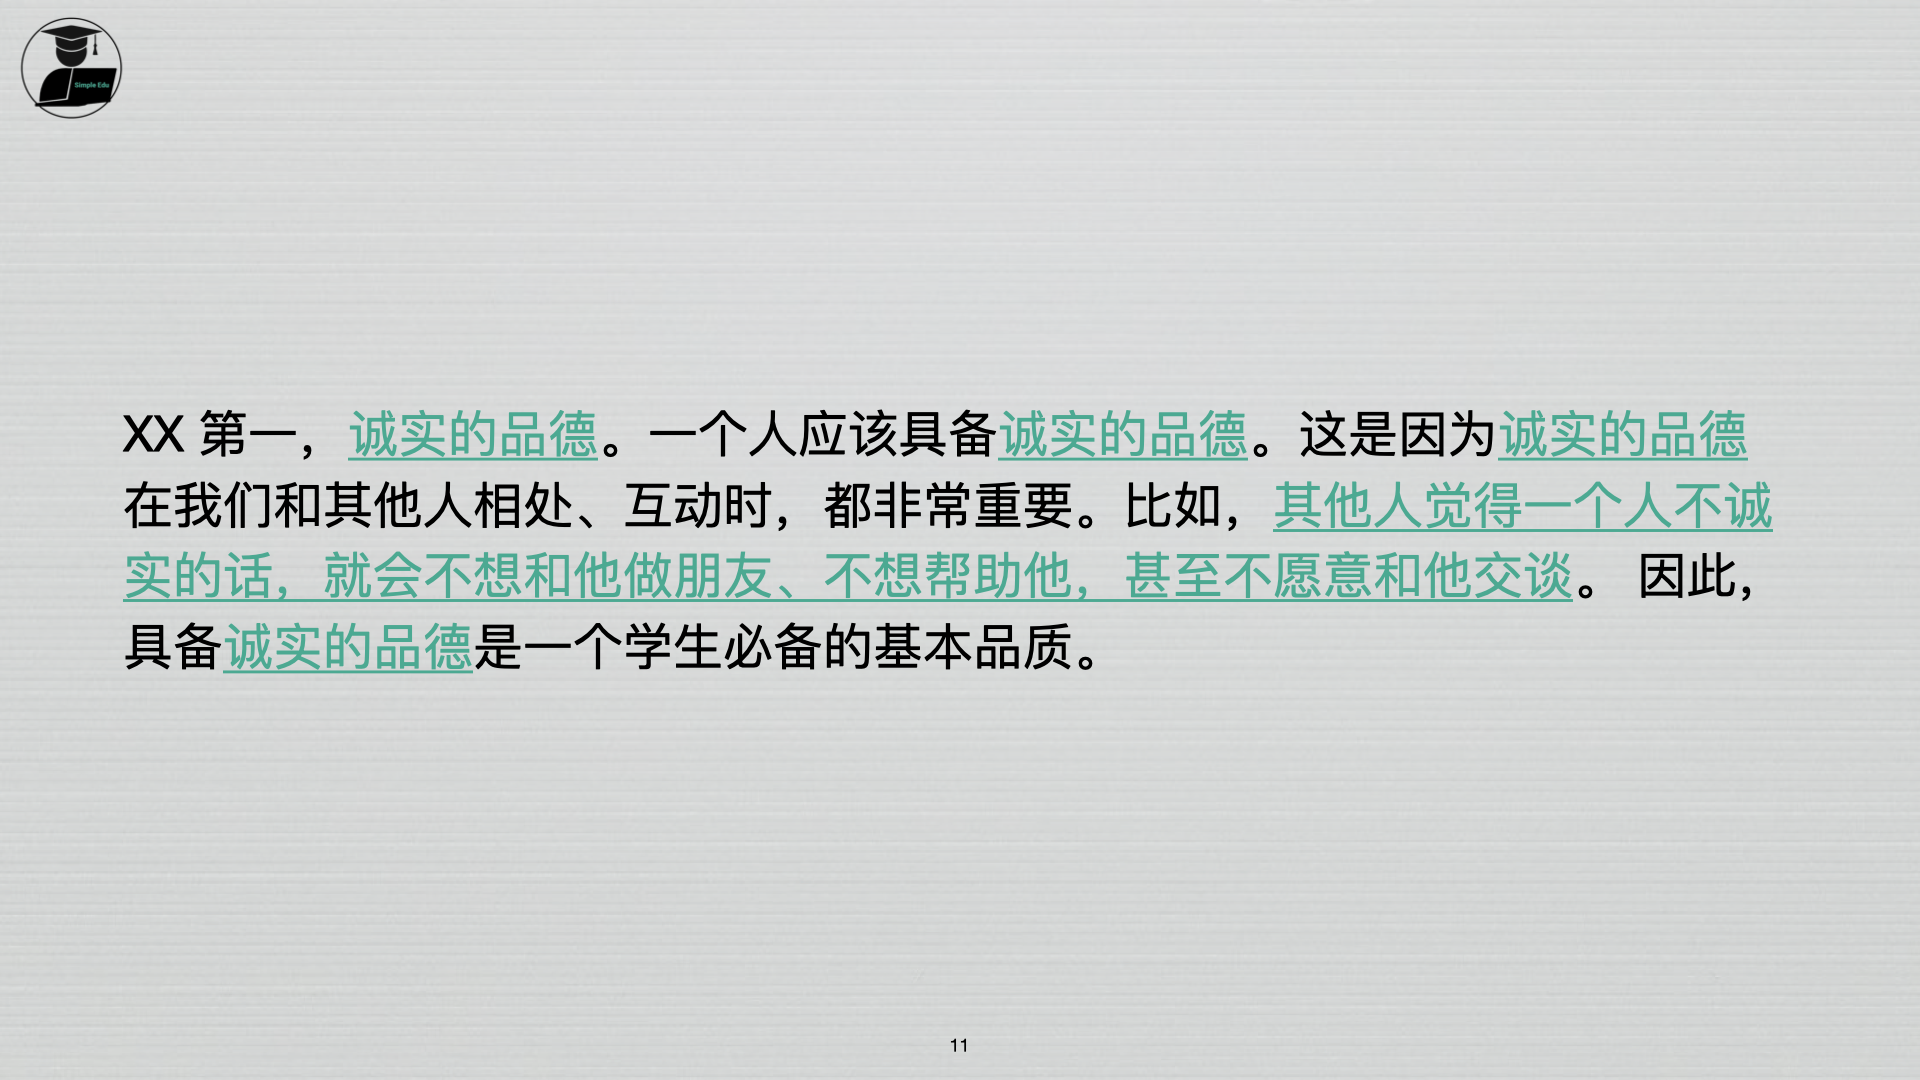 Simple Edu
XX 第一，诚实的品德。一个人应该具备诚实的品德。这是因为诚实的品德
在我们和其他人相处、互动时，都非常重要。比如，其他人觉得一个人不诚
实的话，就会不想和他做朋友、不想帮助他，甚至不愿意和他交谈。 因此，
具备诚实的品德是一个学生必备的基本品质。
11